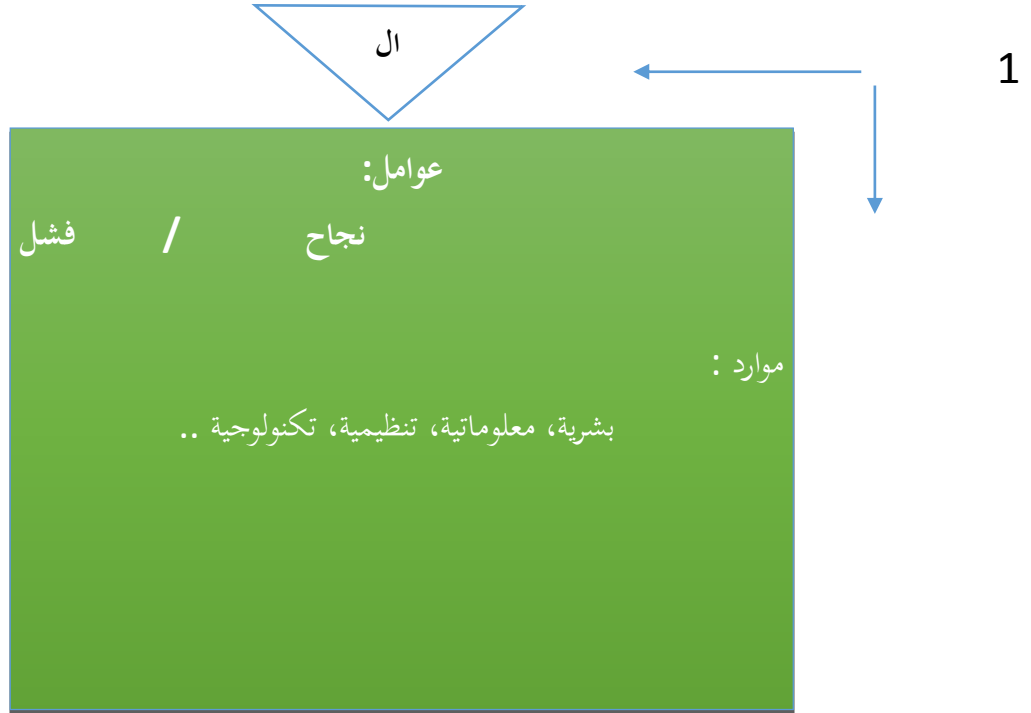 ال
1
عوامل:
نجاح / فشل
موارد :
بشرية، معلوماتية، تنظيمية، تكنولوجية ..